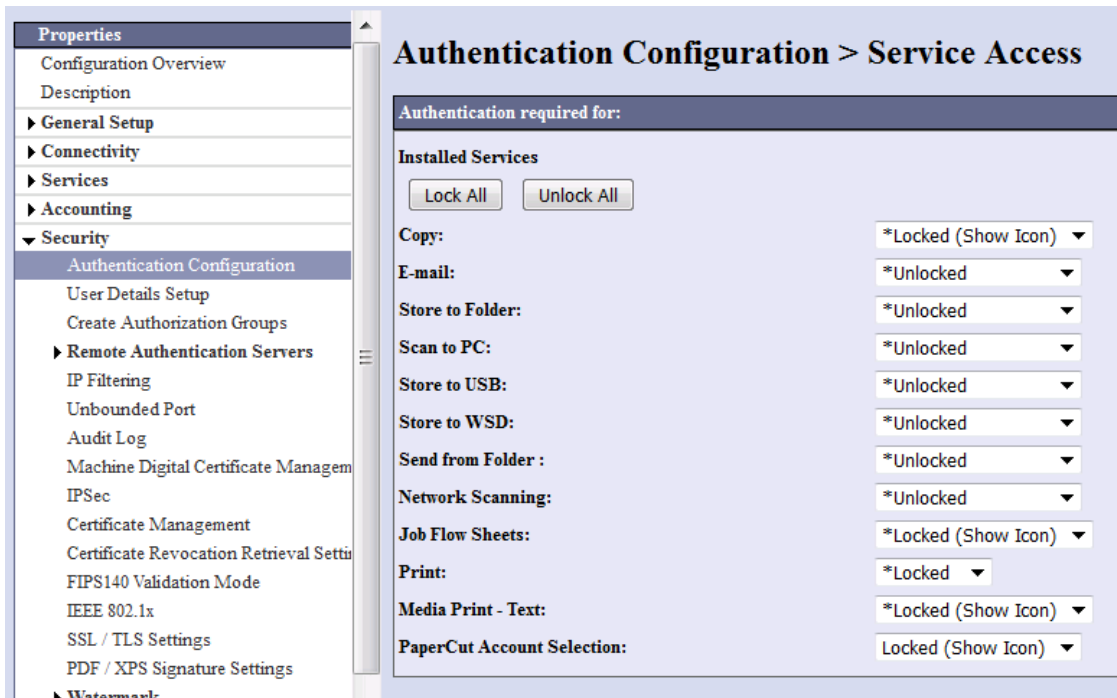 Properties
Configuration Overview
Description
General Setup
Connectivity
Services
Accounting
Security
Authentication Configuration
User Details Setup
Create Authorization Groups
Remote Authentication Servers
IP Filtering
Unbounded Port
Audit Log
Machine Digital Certificate Managem
IPSec
Certificate Management
Certificate Revocation Retrieval Settin
FIPS140 Validation Mode
IEEE 802.1x
SSL / TLS Settings
PDF / XPS Signature Settings
Watermark
Authentication Configuration > Service Access
Authentication required for:
Installed Services
Lock All Unlock All
Copy: *Locked (Show Icon)
E-mail: *Unlocked
Store to Folder: *Unlocked
Scan to PC: *Unlocked
Store to USB: *Unlocked
Store to WSD: *Unlocked
Send from Folder : *Unlocked
Network Scanning: *Unlocked
Job Flow Sheets: *Locked (Show Icon)
Print: *Locked
Media Print - Text: *Locked (Show Icon)
PaperCut Account Selection: Locked (Show Icon)